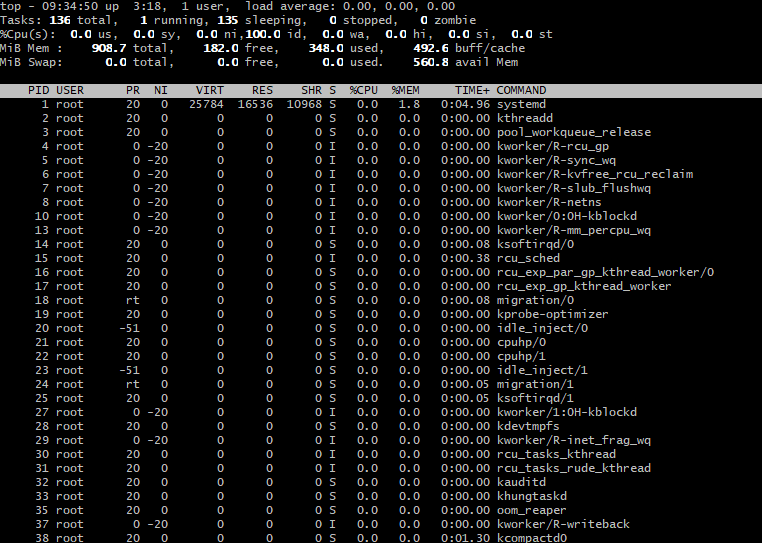 top - 09:34:50 up  3:18,  1 user,  load average: 0.00, 0.00, 0.00
Tasks: 136 total,   1 running, 135 sleeping,   0 stopped,   0 zombie
%Cpu(s):  0.0 us,  0.0 sy,  0.0 ni,100.0 id,  0.0 wa,  0.0 hi,  0.0 si,  0.0 st
MiB Mem :   908.7 total,   182.0 free,   348.0 used,   492.6 buff/cache
MiB Swap:     0.0 total,     0.0 free,     0.0 used.   560.8 avail Mem
PID USER PR NI VIRT RES SHR S %CPU %MEM TIME+ COMMAND
1 root 20 0 25784 16536 10968 S 0.0 1.8 0:04.96 systemd
2 root 20 0 0 0 0 S 0.0 0.0 0:00.00 kthreadd
3 root 20 0 0 0 0 S 0.0 0.0 0:00.00 pool_workqueue_release
4 root 0 -20 0 0 0 I 0.0 0.0 0:00.00 kworker/R-rcu_gp
5 root 0 -20 0 0 0 I 0.0 0.0 0:00.00 kworker/R-sync_wq
6 root 0 -20 0 0 0 I 0.0 0.0 0:00.00 kworker/R-kvfree_rcu_reclaim
7 root 0 -20 0 0 0 I 0.0 0.0 0:00.00 kworker/R-slub_flushwq
8 root 0 -20 0 0 0 I 0.0 0.0 0:00.00 kworker/R-netns
10 root 0 -20 0 0 0 I 0.0 0.0 0:00.00 kworker/0:0H-kblockd
13 root 0 -20 0 0 0 I 0.0 0.0 0:00.00 kworker/R-mm_percpu_wq
14 root 20 0 0 0 0 S 0.0 0.0 0:00.08 ksoftirqd/0
15 root 20 0 0 0 0 I 0.0 0.0 0:00.38 rcu_sched
16 root 20 0 0 0 0 S 0.0 0.0 0:00.00 rcu_exp_par_gp_kthread_worker/0
17 root 20 0 0 0 0 S 0.0 0.0 0:00.00 rcu_exp_gp_kthread_worker
18 root rt 0 0 0 0 S 0.0 0.0 0:00.08 migration/0
19 root 20 0 0 0 0 S 0.0 0.0 0:00.00 kprobe-optimizer
20 root -51 0 0 0 0 S 0.0 0.0 0:00.00 idle_inject/0
21 root 20 0 0 0 0 S 0.0 0.0 0:00.00 cpuhp/0
22 root 20 0 0 0 0 S 0.0 0.0 0:00.00 cpuhp/1
23 root -51 0 0 0 0 S 0.0 0.0 0:00.00 idle_inject/1
24 root rt 0 0 0 0 S 0.0 0.0 0:00.05 migration/1
25 root 20 0 0 0 0 S 0.0 0.0 0:00.05 ksoftirqd/1
27 root 0 -20 0 0 0 I 0.0 0.0 0:00.00 kworker/1:0H-kblockd
28 root 20 0 0 0 0 S 0.0 0.0 0:00.00 kdevtmpfs
29 root 0 -20 0 0 0 I 0.0 0.0 0:00.00 kworker/R-inet_frag_wq
30 root 20 0 0 0 0 I 0.0 0.0 0:00.00 rcu_tasks_kthread
31 root 20 0 0 0 0 I 0.0 0.0 0:00.00 rcu_tasks_rude_kthread
32 root 20 0 0 0 0 S 0.0 0.0 0:00.00 kauditd
33 root 20 0 0 0 0 S 0.0 0.0 0:00.00 khungtaskd
35 root 20 0 0 0 0 S 0.0 0.0 0:00.00 oom_reaper
37 root 0 -20 0 0 0 I 0.0 0.0 0:00.00 kworker/R-writeback
38 root 20 0 0 0 0 S 0.0 0.0 0:01.30 kcompactd0